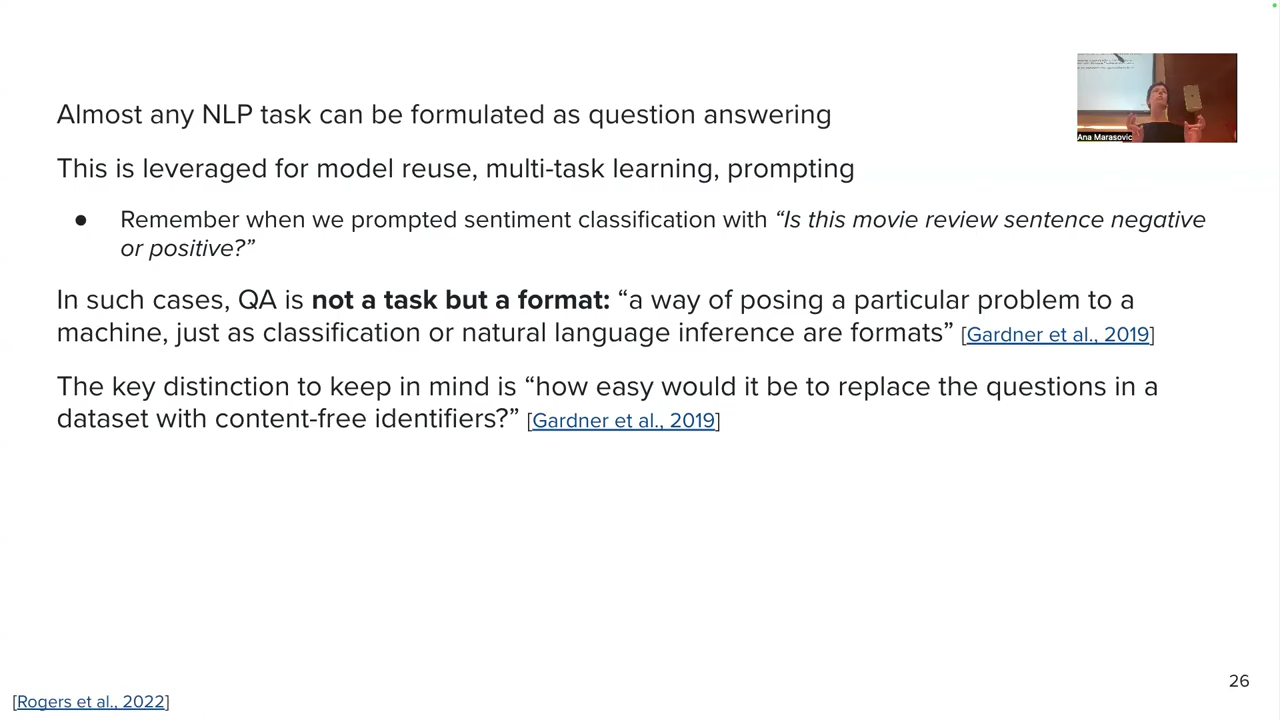 Almost any NLP task can be formulated as question answering
Ana Marasovic
This is leveraged for model reuse, multi-task learning, prompting
● Remember when we prompted sentiment classification with “Is this movie review sentence negative
or positive?”
In such cases, QA is not a task but a format: “a way of posing a particular problem to a
machine, just as classification or natural language inference are formats” [Gardner et al., 2019]
The key distinction to keep in mind is “how easy would it be to replace the questions in a
dataset with content-free identifiers?” [Gardner et al., 2019]
26
[Rogers et al., 2022]